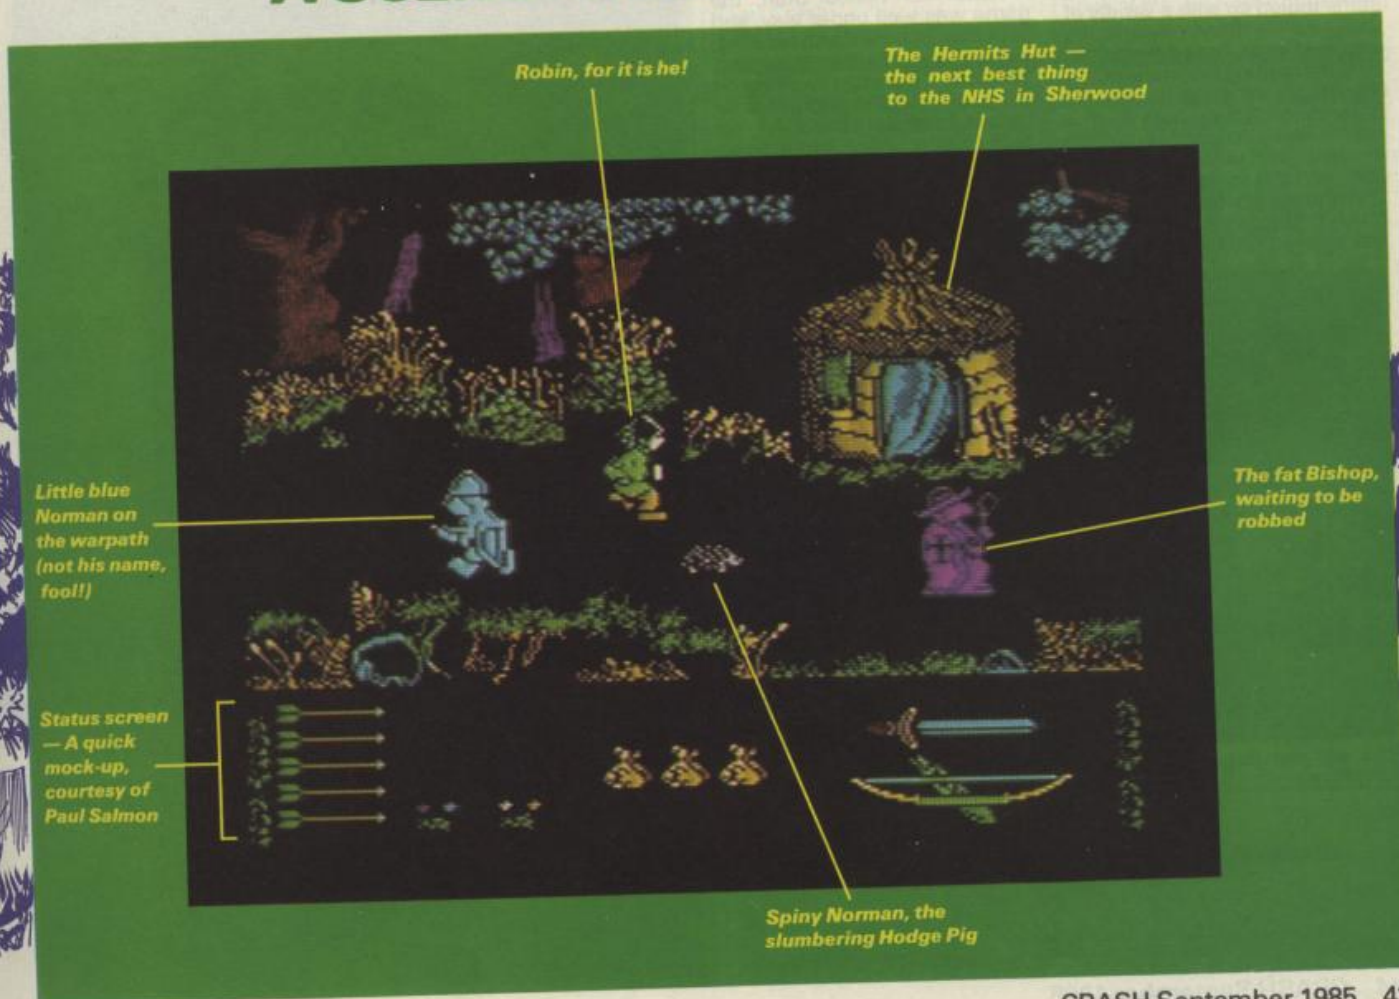 Robin, for it is he!
The Hermits Hut —
the next best thing
to the NHS in Sherwood
Little blue
Norman on
the warpath
(not his name,
fool!)
The fat Bishop,
waiting to be
robbed
Status screen
— A quick
mock-up,
courtesy of
Paul Salmon
Spiny Norman, the
slumbering Hodge Pig
CRASH September 1985